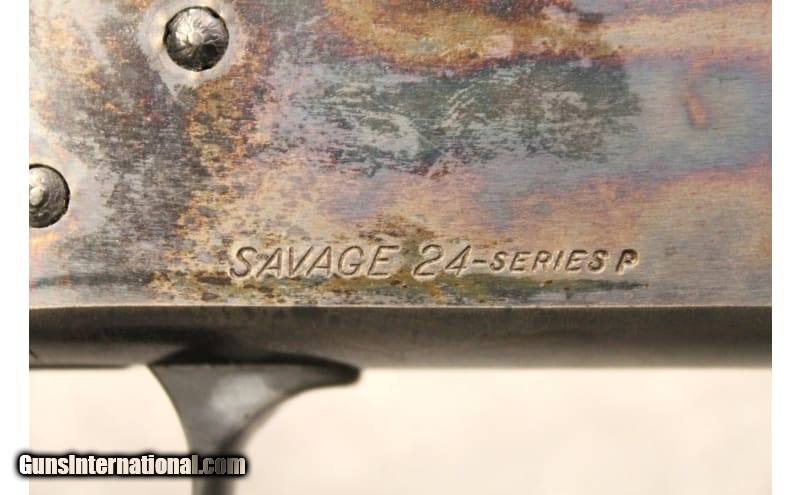 SAVAGE 24-SERIES P
GunsInternational.com